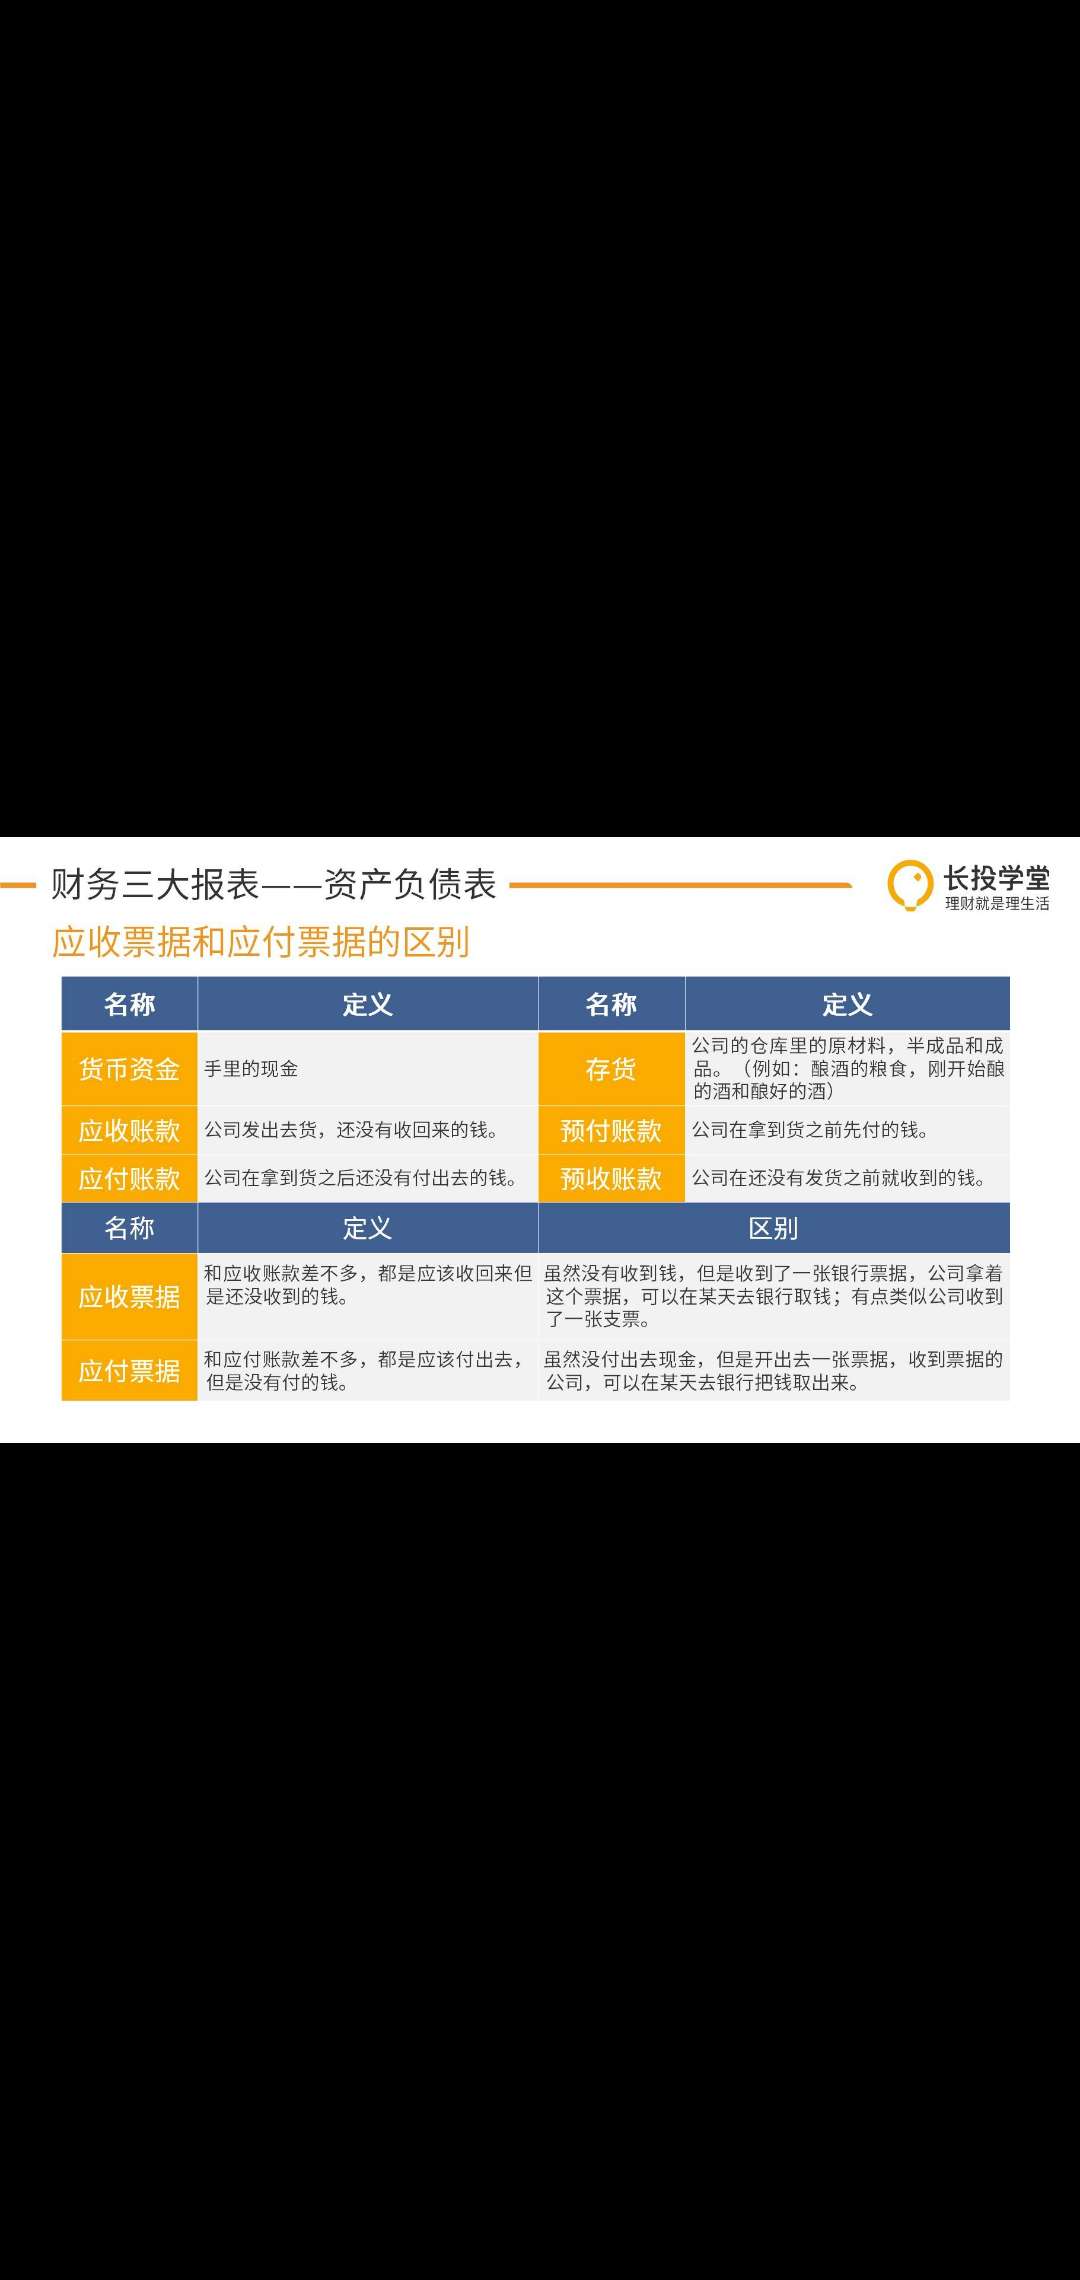 财务三大报表——资产负债表
长投学堂
理财就是理生活
应收票据和应付票据的区别
名称 定义 名称 定义
货币资金
手里的现金
存货
公司的仓库里的原材料，半成品和成
品。（例如：酿酒的粮食，刚开始酿
的酒和酿好的酒）
应收账款
公司发出去货，还没有收回来的钱。
预付账款
公司在拿到货之前先付的钱。
应付账款
公司在拿到货之后还没有付出去的钱。
预收账款
公司在还没有发货之前就收到的钱。
名称 定义 区别
应收票据
和应收账款差不多，都是应该收回来但
是还没收到的钱。
虽然没有收到钱，但是收到了一张银行票据，公司拿着
这个票据，可以在某天去银行取钱；有点类似公司收到
了一张支票。
应付票据
和应付账款差不多，都是应该付出去，
但是没有付的钱。
虽然没付出去现金，但是开出去一张票据，收到票据的
公司，可以在某天去银行把钱取出来。